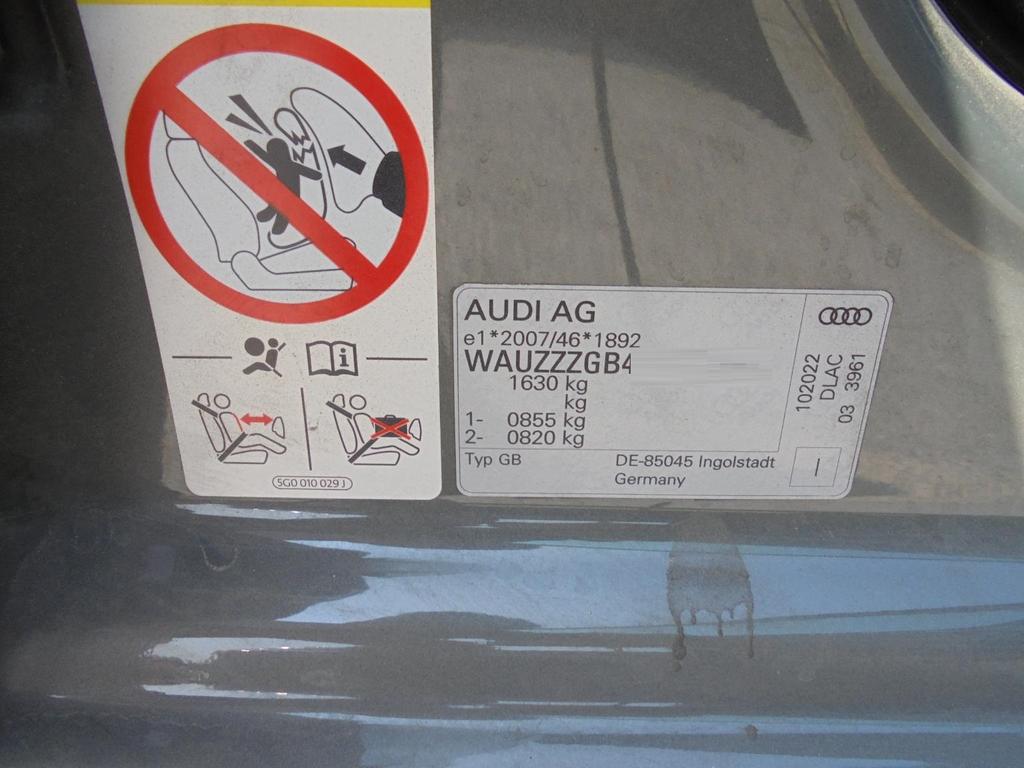 5G0 010 029 J
AUDI AG
e1*2007/46*1892
WAUZZZGB4
1630 kg
kg
1- 0855 kg
2- 0820 kg
Typ GB
DE-85045 Ingolstadt
Germany
102022
DLAC
03 3961
I